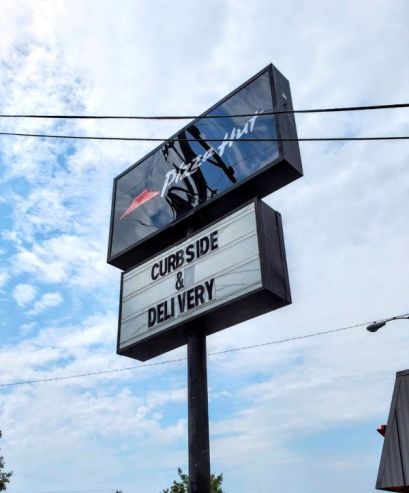 Pizza Hut
CURBSIDE
&
DELIVERY